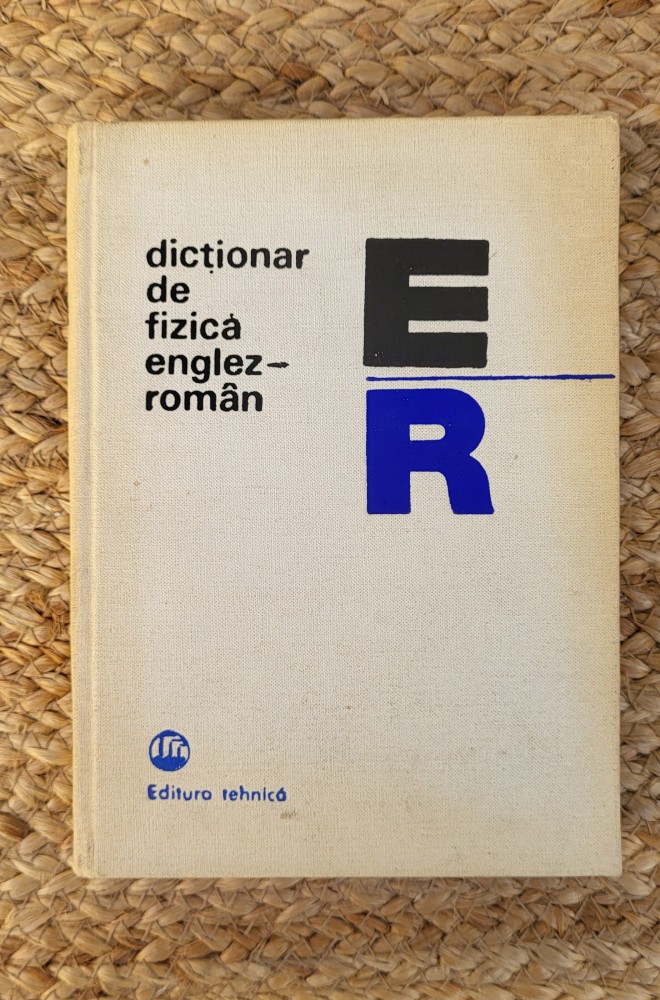 dicționar
de
fizică
englez–
român
E
R
Editura tehnică